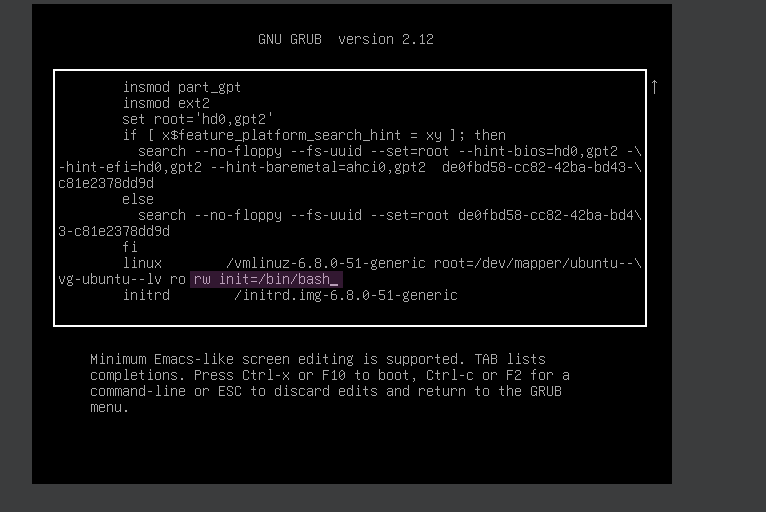 GNU GRUB  version 2.12
insmod part_gpt
insmod ext2
set root='hd0,gpt2'
if [ x$feature_platform_search_hint = xy ]; then
search --no-floppy --fs-uuid --set=root --hint-bios=hd0,gpt2 -\
-hint-efi=hd0,gpt2 --hint-baremetal=ahci0,gpt2  de0fbd58-cc82-42ba-bd43-\
c81e2378dd9d
else
search --no-floppy --fs-uuid --set=root de0fbd58-cc82-42ba-bd4\
3-c81e2378dd9d
fi
linux /vmlinuz-6.8.0-51-generic root=/dev/mapper/ubuntu--\
vg-ubuntu--lv ro rw init=/bin/bash_
initrd /initrd.img-6.8.0-51-generic
Minimum Emacs-like screen editing is supported. TAB lists
completions. Press Ctrl-x or F10 to boot, Ctrl-c or F2 for a
command-line or ESC to discard edits and return to the GRUB
menu.